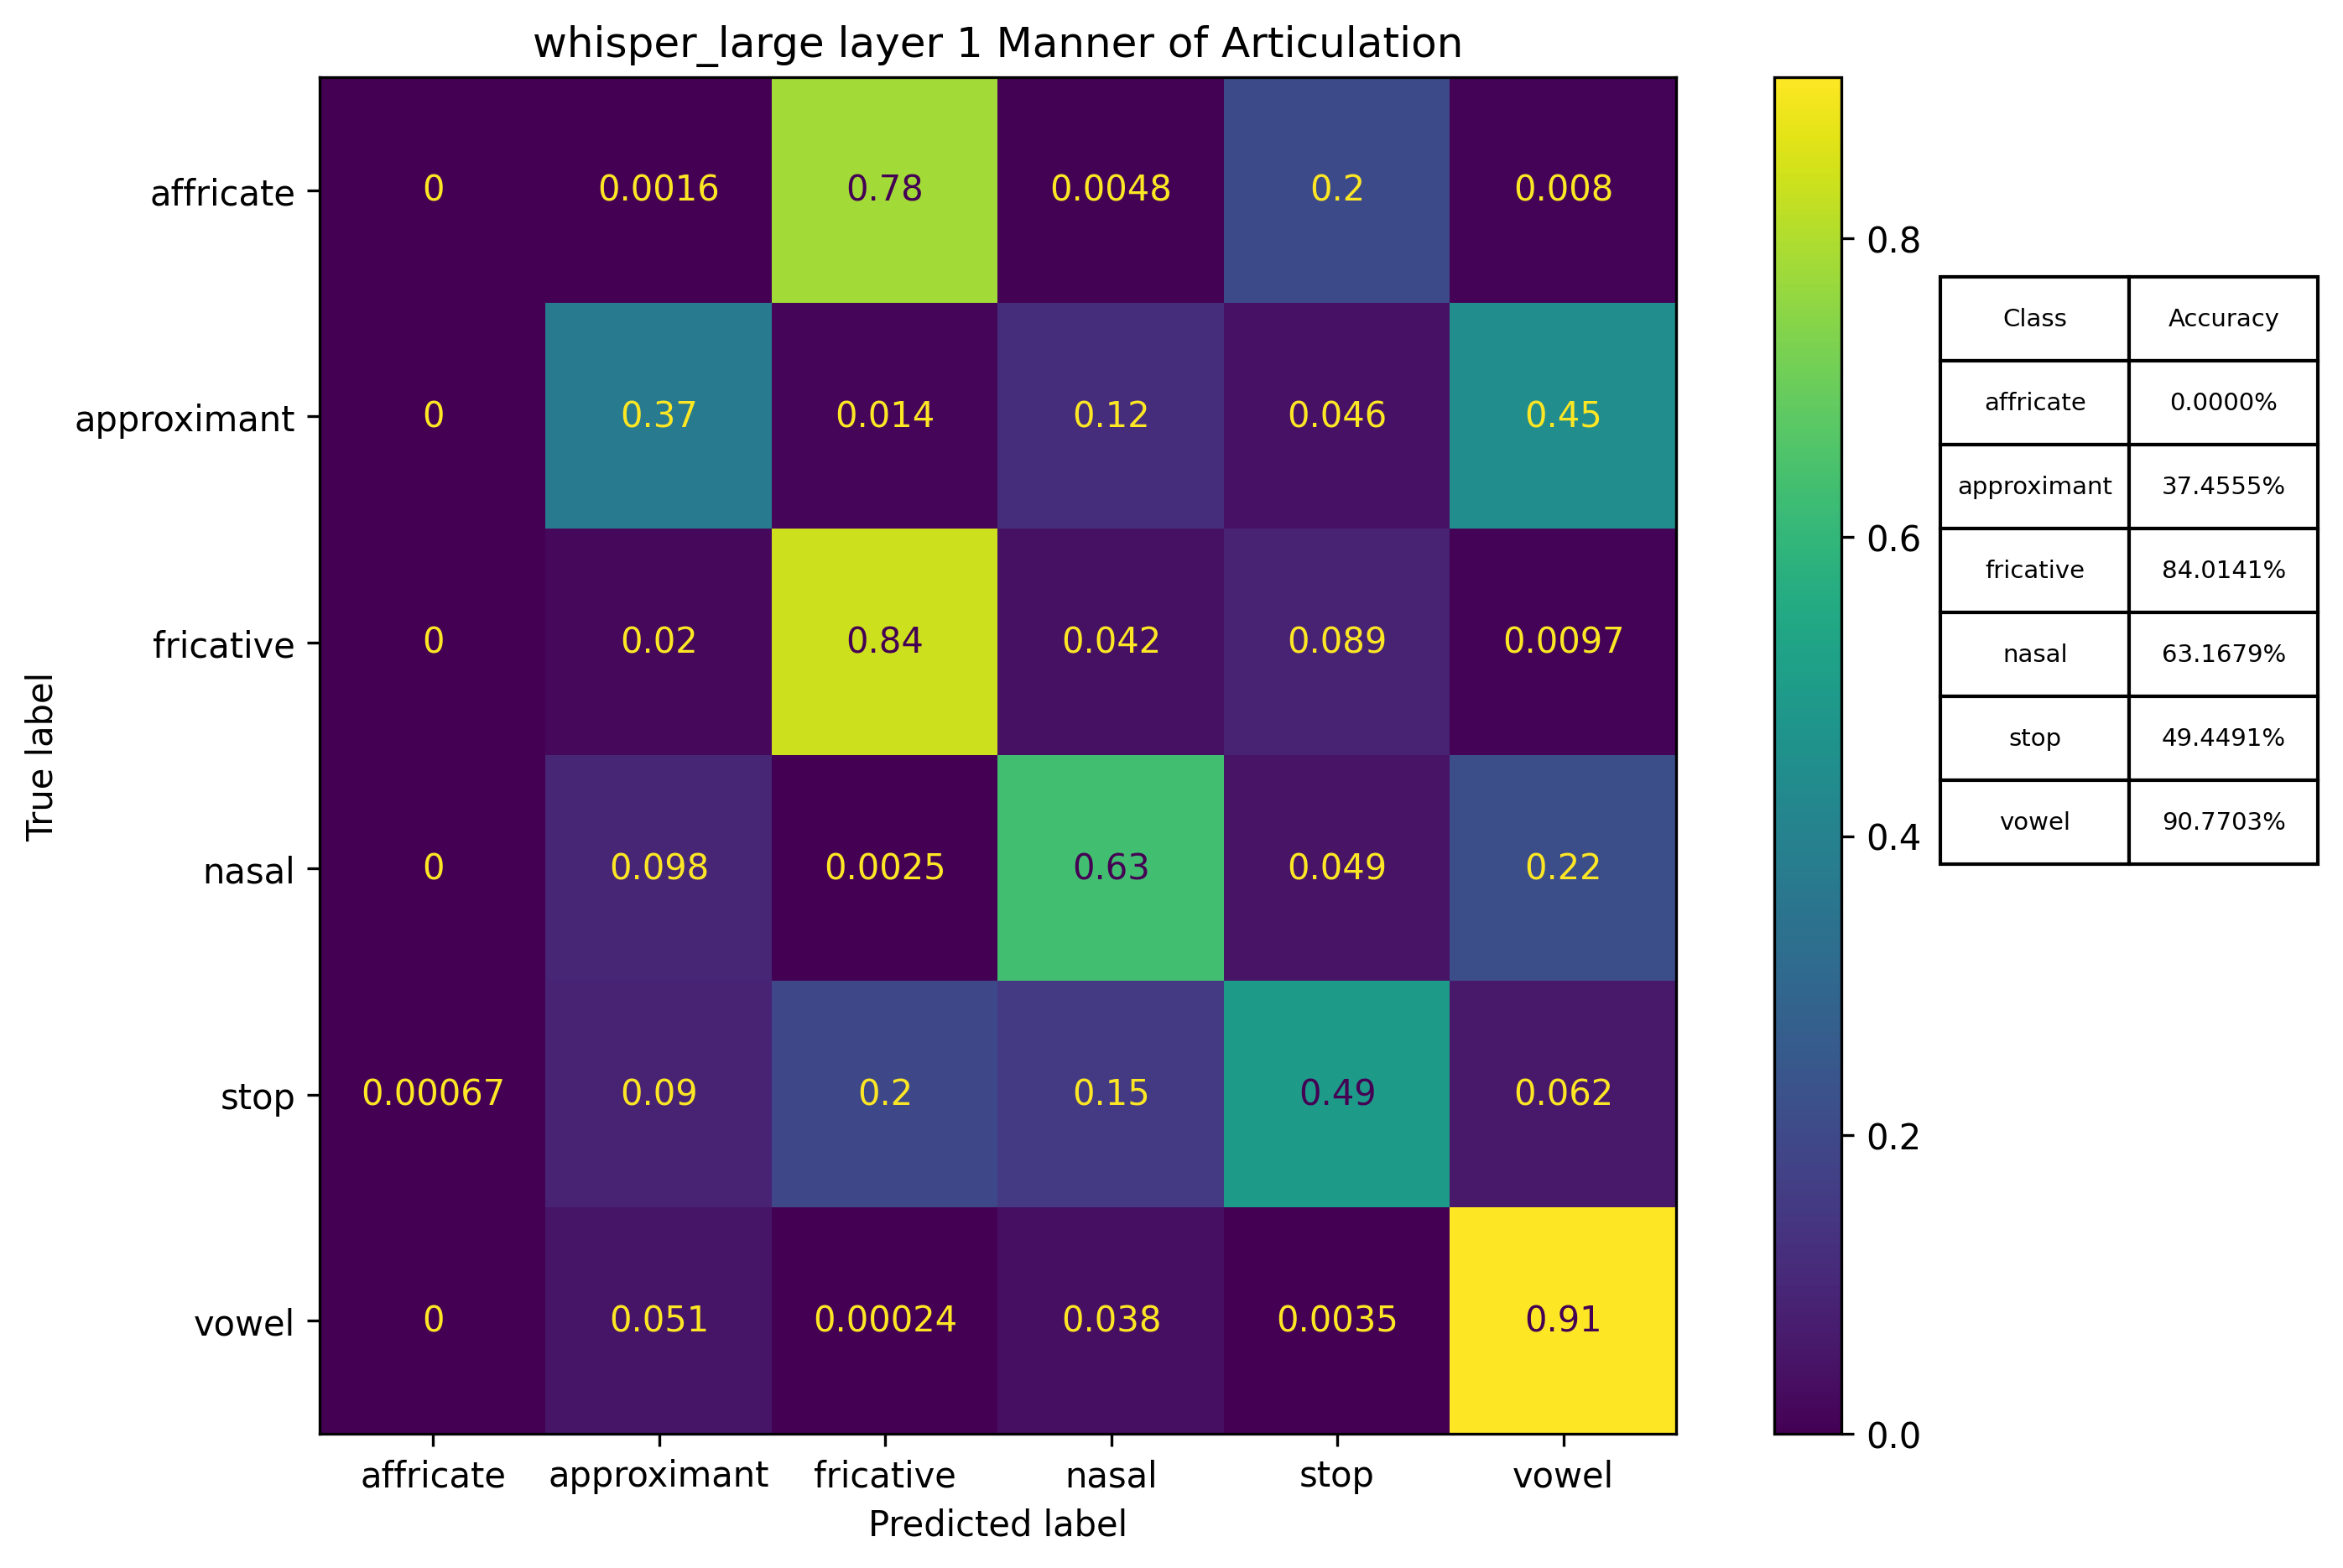 whisper_large layer 1 Manner of Articulation
True label
affricate 0 0.0016 0.78 0.0048 0.2 0.008
approximant 0 0.37 0.014 0.12 0.046 0.45
fricative 0 0.02 0.84 0.042 0.089 0.0097
nasal 0 0.098 0.0025 0.63 0.049 0.22
stop 0.00067 0.09 0.2 0.15 0.49 0.062
vowel 0 0.051 0.00024 0.038 0.0035 0.91
affricate approximant fricative nasal stop vowel
Predicted label
0.8
0.6
0.4
0.2
0.0
Class Accuracy
affricate 0.0000%
approximant 37.4555%
fricative 84.0141%
nasal 63.1679%
stop 49.4491%
vowel 90.7703%